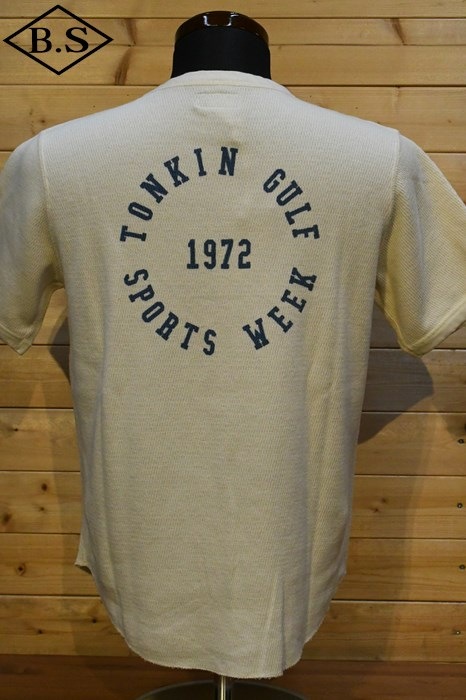 B.S
TONKIN GULF
1972
SPORTS WEEK